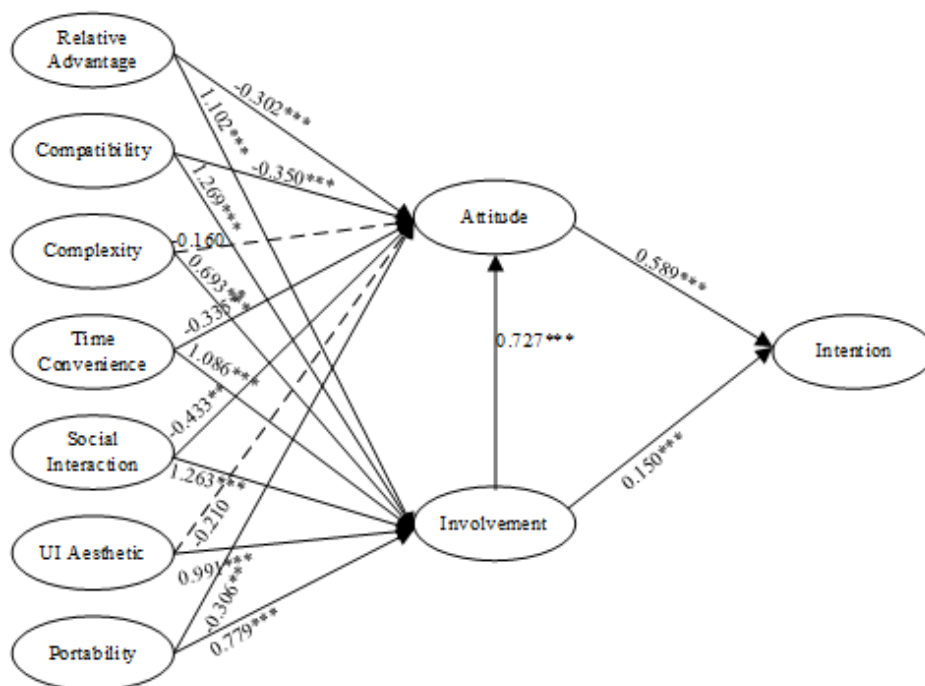 Relative
Advantage
-0.302***
1.102***
Compatibility
-0.350***
1.269***
Attitude
Complexity
-0.160
0.693***
0.589***
-0.335
Time
Convenience
1.086***
0.727***
Intention
-0.433**
Social
Interaction
1.263***
0.150***
-0.210
Involvement
UI Aesthetic
0.991***
-0.306***
Portability
0.779***